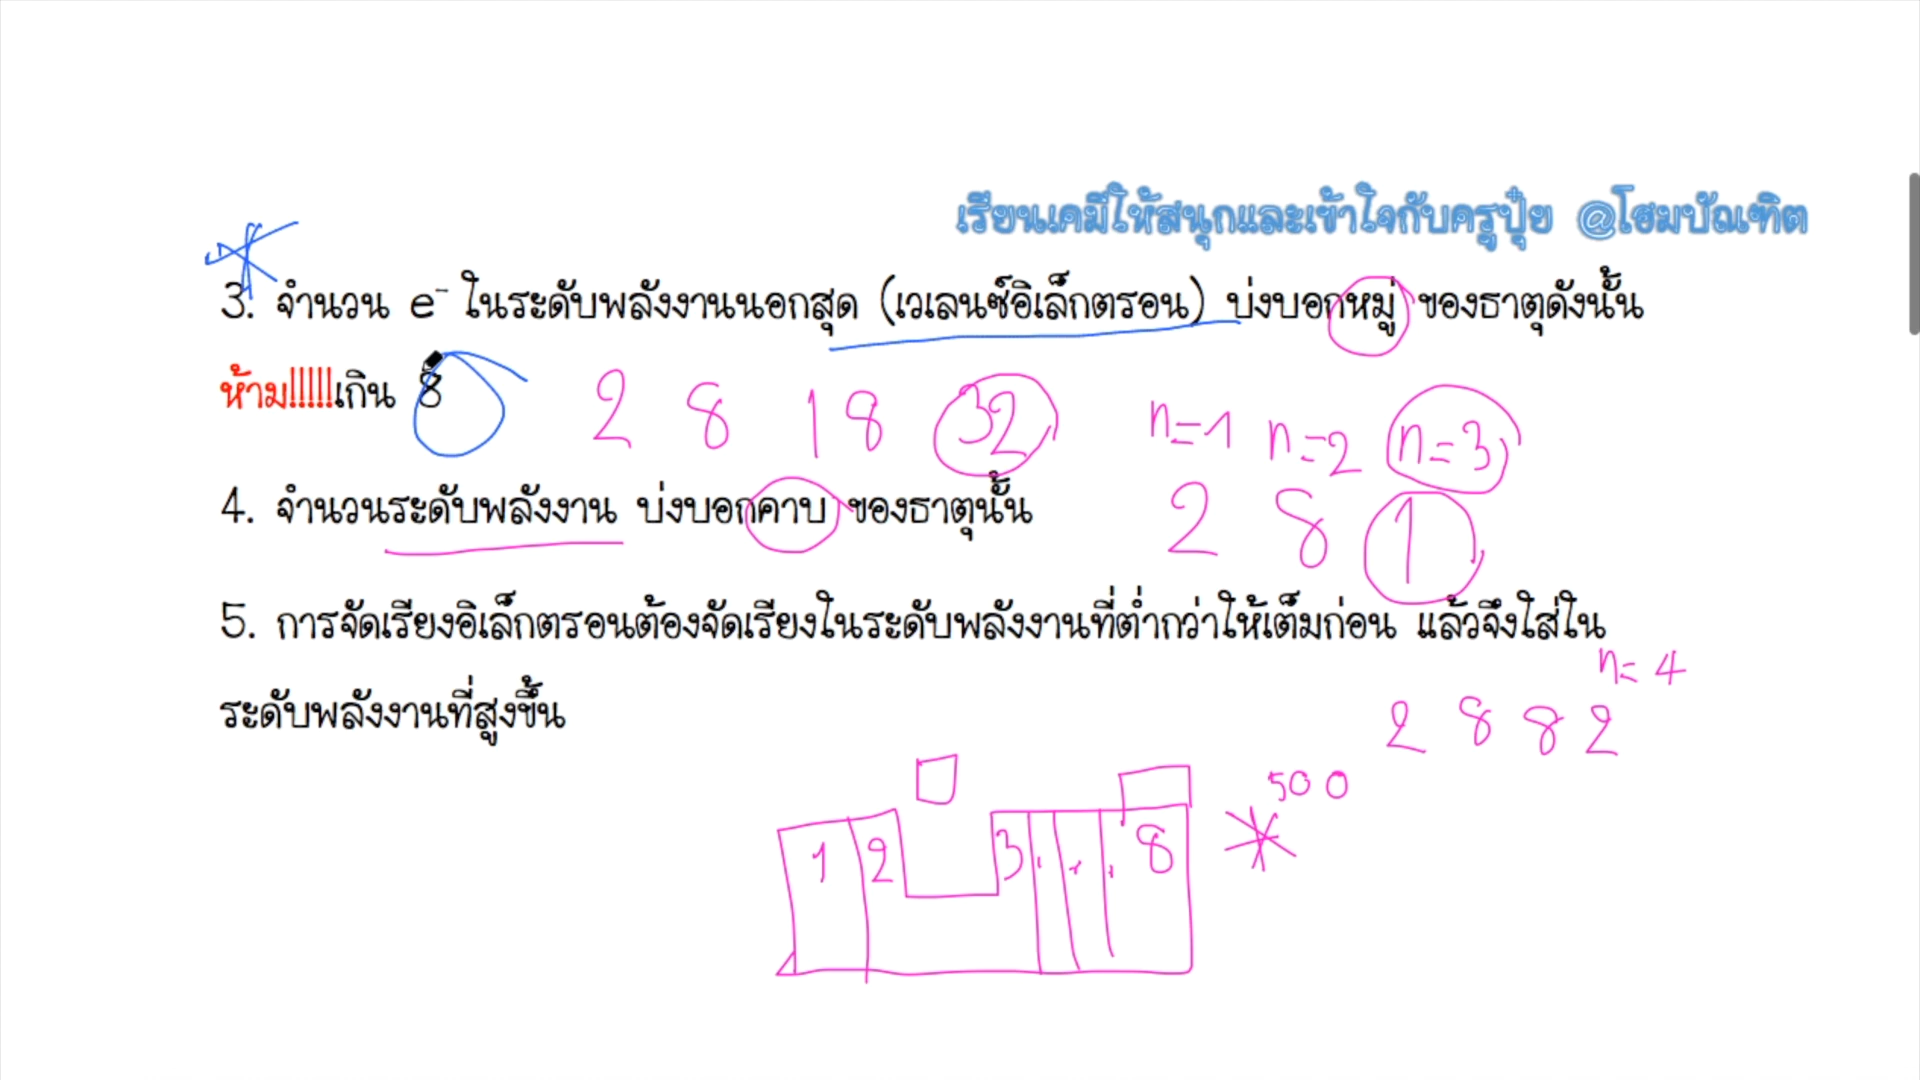 เรียนเคมีให้สนุกและเข้าใจกับครูปุ๋ย @โฮมบัณฑิต
3. จำนวน e⁻ ในระดับพลังงานนอกสุด (เวเลนซ์อิเล็กตรอน) บ่งบอกหมู่ ของธาตุดังนั้น
ห้าม!!!!!เกิน 8
2 8 18 32
n=1 n=2 n=3
4. จำนวนระดับพลังงาน บ่งบอกคาบ ของธาตุนั้น
2 8 1
5. การจัดเรียงอิเล็กตรอนต้องจัดเรียงในระดับพลังงานที่ต่ำกว่าให้เต็มก่อน แล้วจึงใส่ใน
n=4
ระดับพลังงานที่สูงขึ้น
2 8 8 2
500
1 2 3 . . . 8